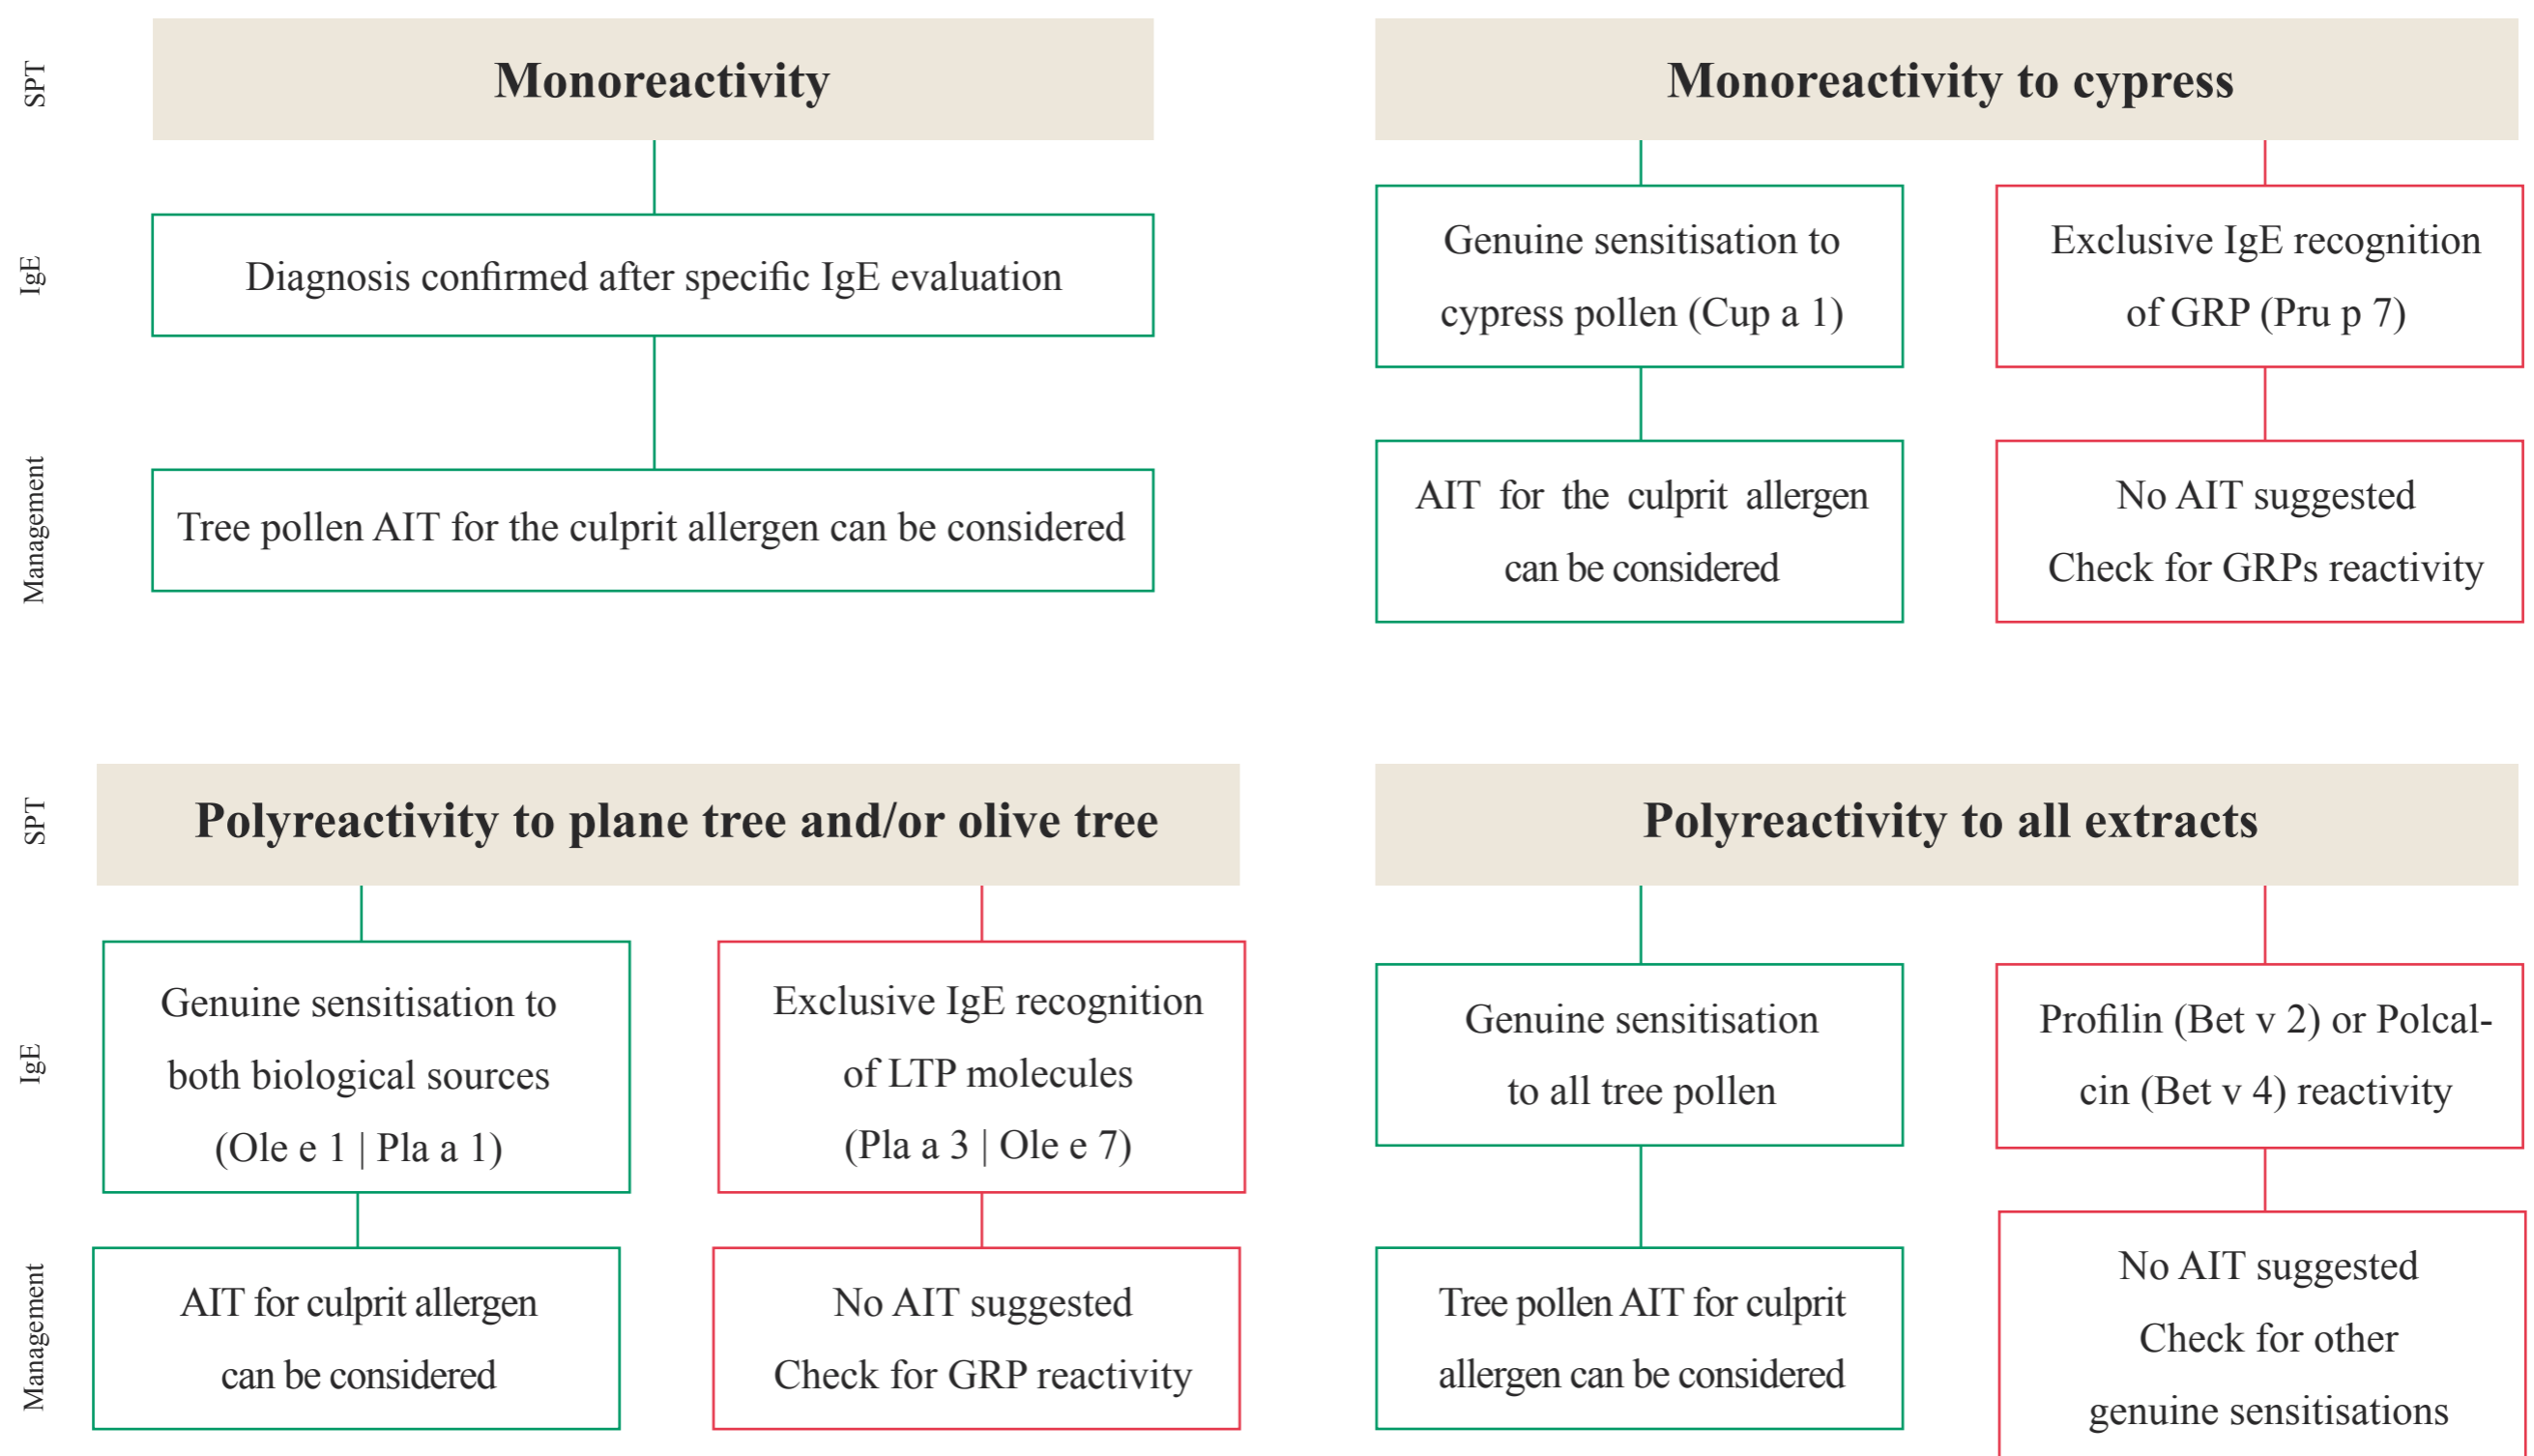 SPT
Monoreactivity
IgE
Diagnosis confirmed after specific IgE evaluation
Management
Tree pollen AIT for the culprit allergen can be considered
Monoreactivity to cypress
Genuine sensitisation to
cypress pollen (Cup a 1)
AIT for the culprit allergen
can be considered
Exclusive IgE recognition
of GRP (Pru p 7)
No AIT suggested
Check for GRPs reactivity
SPT
Polyreactivity to plane tree and/or olive tree
IgE
Genuine sensitisation to
both biological sources
(Ole e 1 | Pla a 1)
Management
AIT for culprit allergen
can be considered
Exclusive IgE recognition
of LTP molecules
(Pla a 3 | Ole e 7)
No AIT suggested
Check for GRP reactivity
Polyreactivity to all extracts
Genuine sensitisation
to all tree pollen
Tree pollen AIT for culprit
allergen can be considered
Profilin (Bet v 2) or Polcal-
cin (Bet v 4) reactivity
No AIT suggested
Check for other
genuine sensitisations